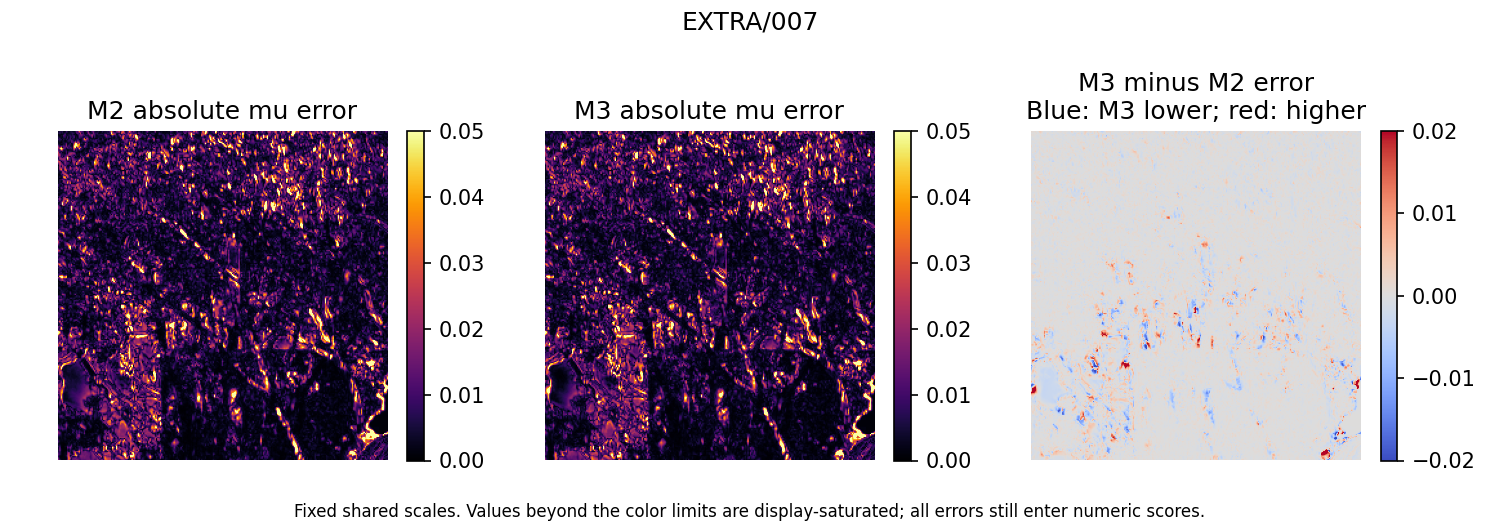 EXTRA/007
M2 absolute mu error
0.05
0.04
0.03
0.02
0.01
0.00
M3 absolute mu error
0.05
0.04
0.03
0.02
0.01
0.00
M3 minus M2 error
Blue: M3 lower; red: higher
0.02
0.01
0.00
−0.01
−0.02
Fixed shared scales. Values beyond the color limits are display-saturated; all errors still enter numeric scores.